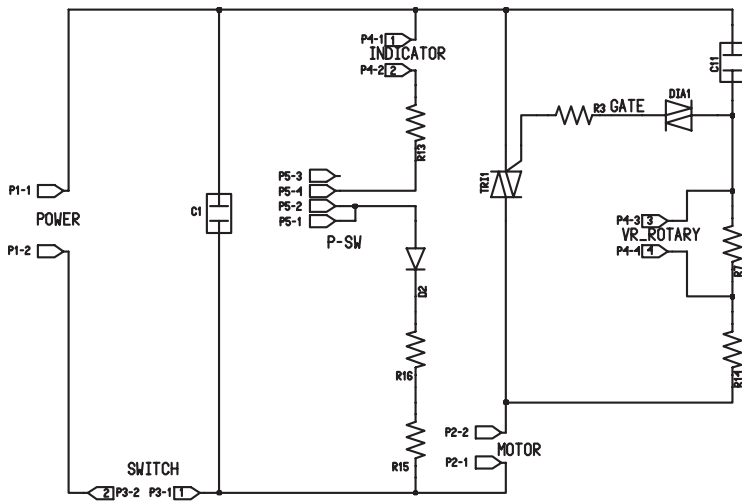 P4-1 1
INDICATOR
P4-2 2
C11
DIA1
R3 GATE
R13
P5-3
TRI1
P5-4
P1-1
P5-2
C1
P5-1
P4-3 3
POWER
VR_ROTARY
P-SW
P1-2
P4-4 4
R7
D2
R16
R14
P2-2
MOTOR
R15
P2-1
SWITCH
2 P3-2 P3-1 1